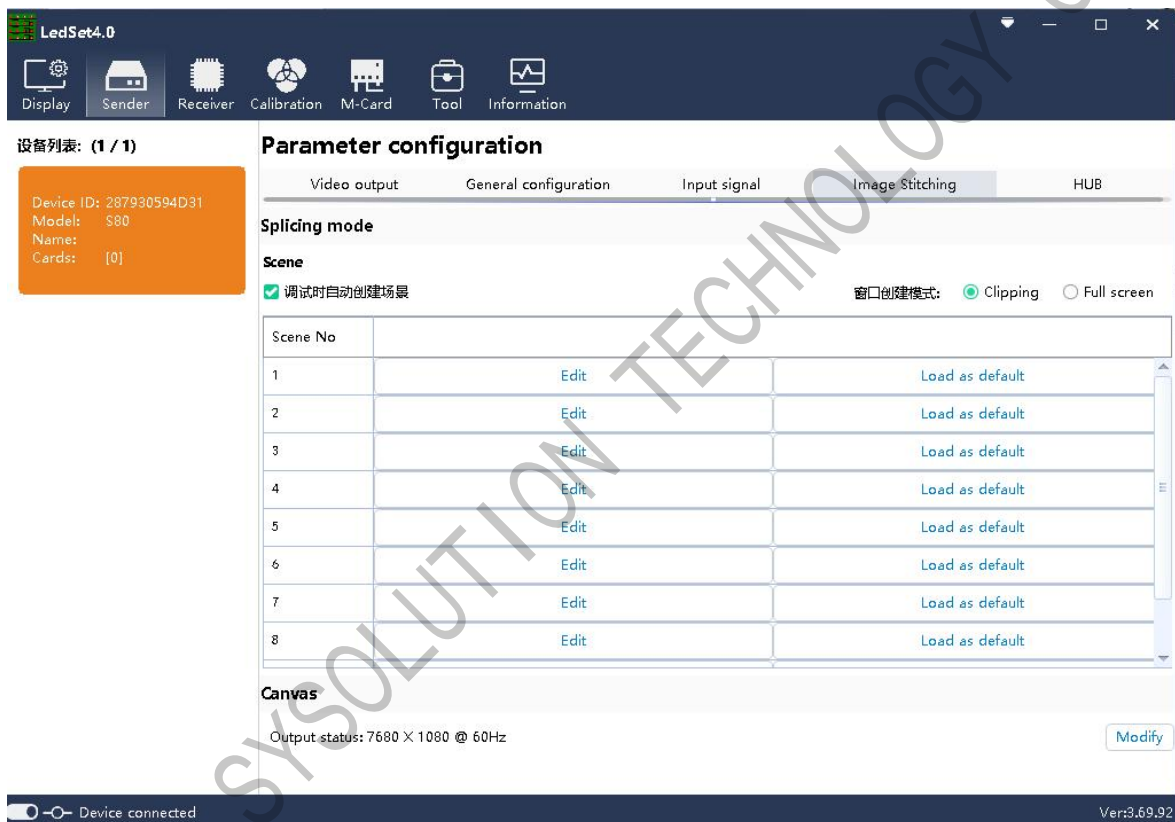 LedSet4.0
Display Sender Receiver Calibration M-Card Tool Information
设备列表: (1 / 1)
Device ID: 287930594D31
Model: S80
Name:
Cards: [0]
Parameter configuration
Video output General configuration Input signal Image Stitching HUB
Splicing mode
Scene
调试时自动创建场景 窗口创建模式: Clipping Full screen
Scene No
1 Edit Load as default
2 Edit Load as default
3 Edit Load as default
4 Edit Load as default
5 Edit Load as default
6 Edit Load as default
7 Edit Load as default
8 Edit Load as default
Canvas
Output status: 7680 X 1080 @ 60Hz Modify
Device connected Ver:3.69.92
SYSOLUTION TECHNOLOGY